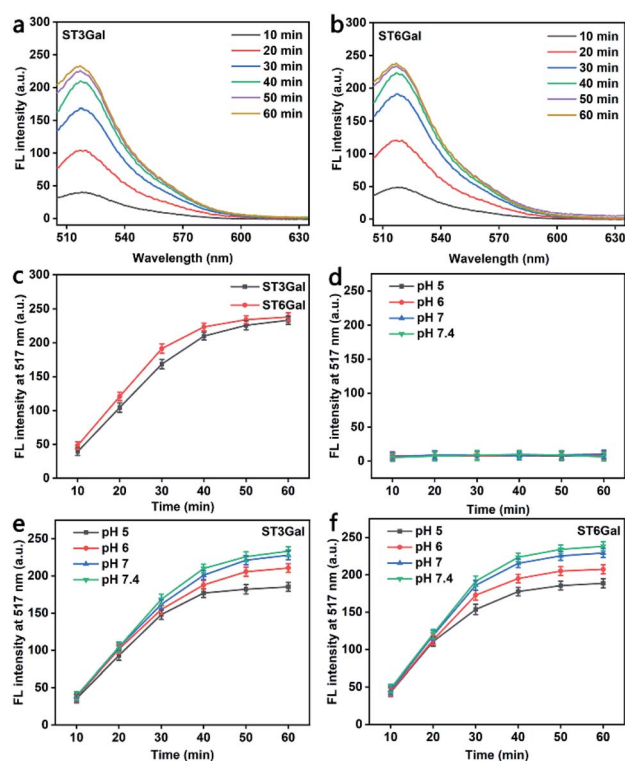 a
ST3Gal
10 min
20 min
30 min
40 min
50 min
60 min
300
250
200
150
100
50
0
510 540 570 600 630
FL intensity (a.u.)
Wavelength (nm)
b
ST6Gal
10 min
20 min
30 min
40 min
50 min
60 min
300
250
200
150
100
50
0
510 540 570 600 630
FL intensity (a.u.)
Wavelength (nm)
c
ST3Gal
ST6Gal
300
250
200
150
100
50
0
10 20 30 40 50 60
FL intensity at 517 nm (a.u.)
Time (min)
d
pH 5
pH 6
pH 7
pH 7.4
250
200
150
100
50
0
10 20 30 40 50 60
FL intensity at 517 nm (a.u.)
Time (min)
e
pH 5
pH 6
pH 7
pH 7.4
ST3Gal
250
200
150
100
50
0
10 20 30 40 50 60
FL intensity at 517 nm (a.u.)
Time (min)
f
pH 5
pH 6
pH 7
pH 7.4
ST6Gal
250
200
150
100
50
0
10 20 30 40 50 60
FL intensity at 517 nm (a.u.)
Time (min)